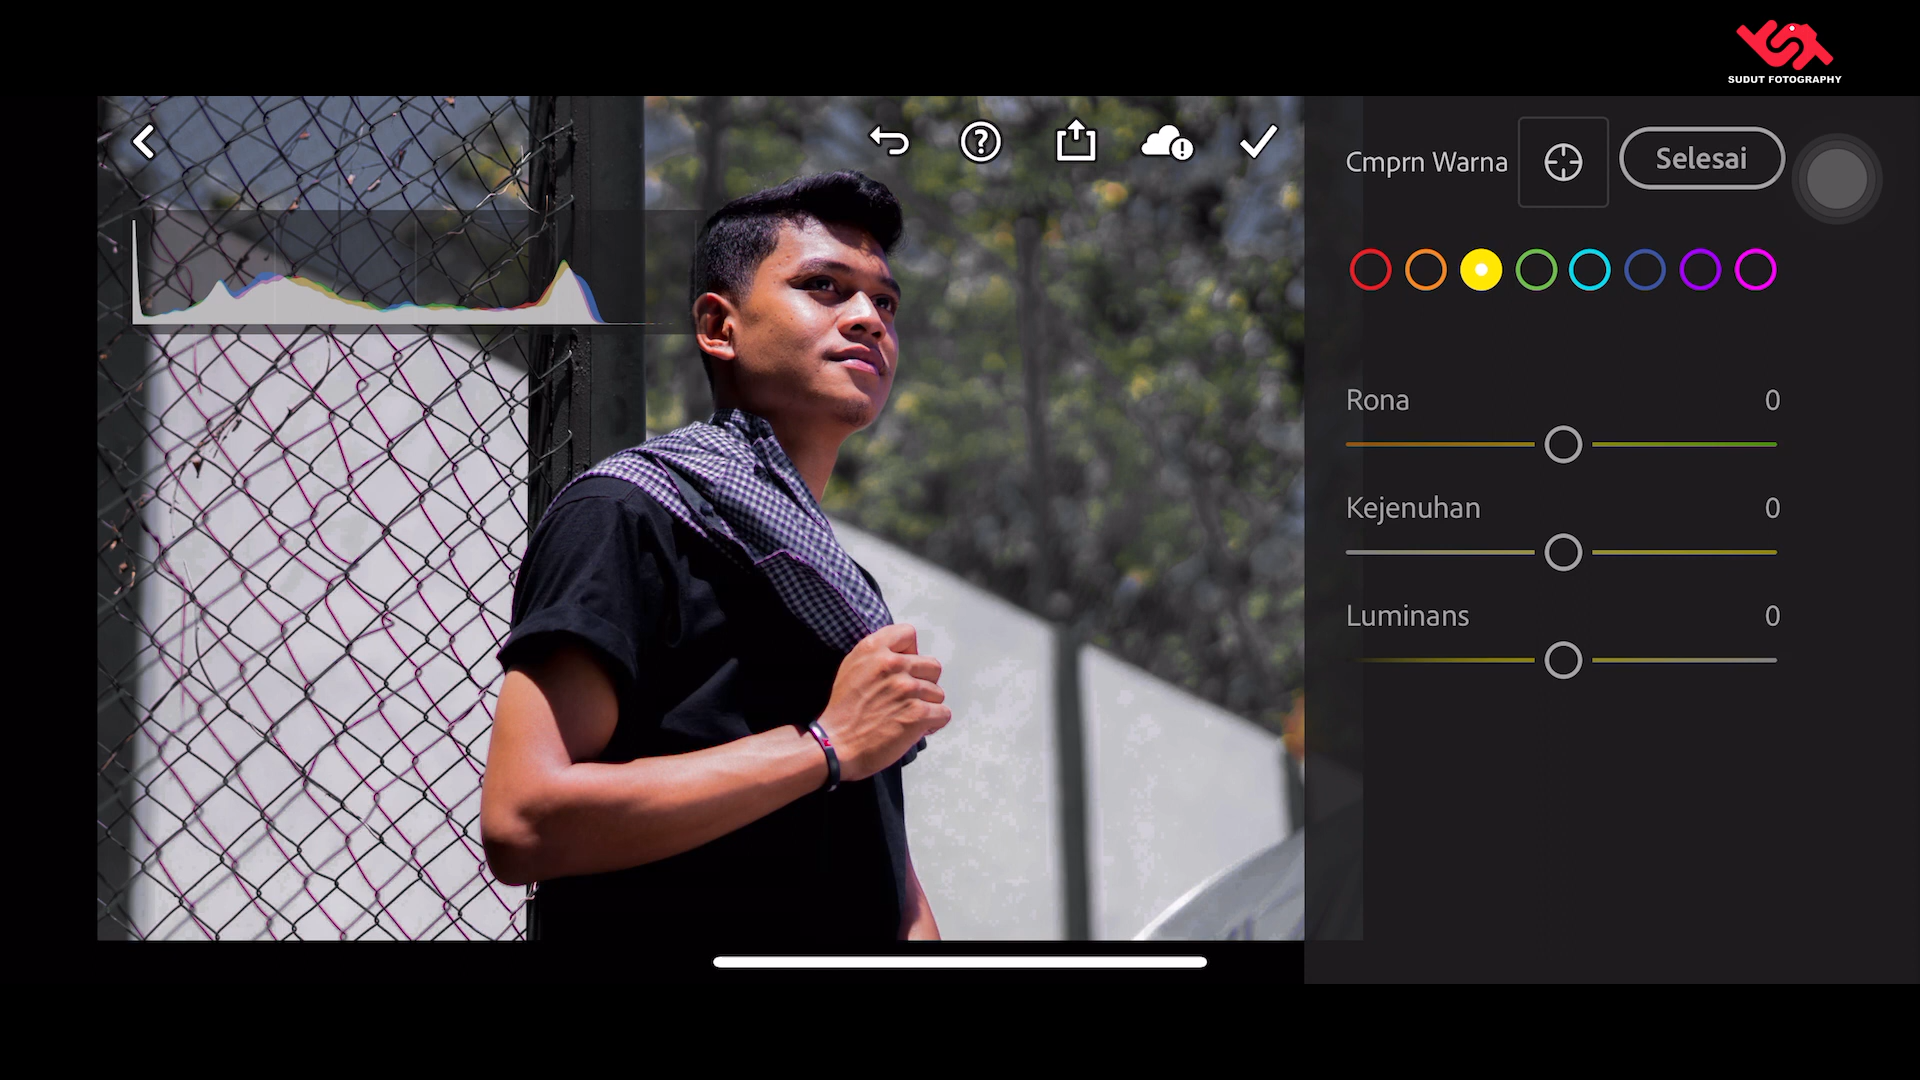 SUDUT FOTOGRAPHY
Cmprn Warna
Selesai
Rona 0
Kejenuhan 0
Luminans 0